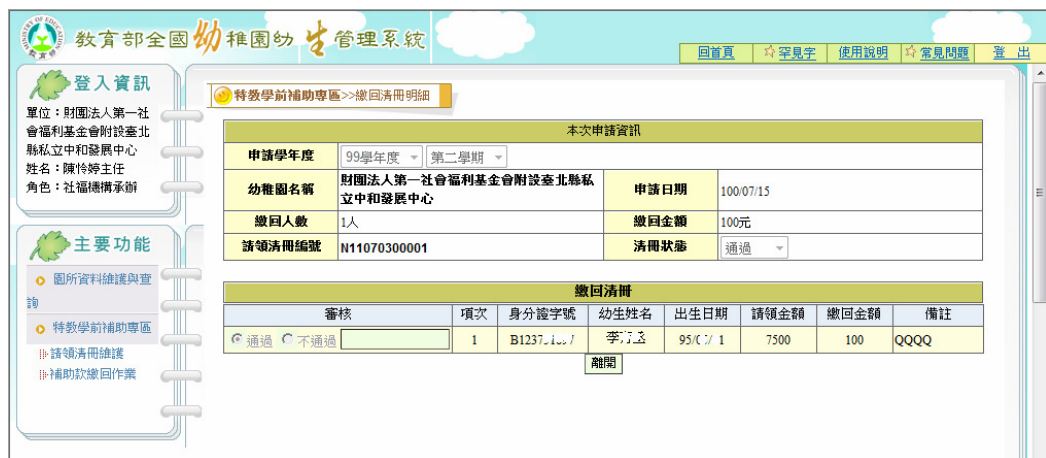 教育部全國幼稚園幼生管理系統
回首頁 罕見字 使用說明 常見問題 登 出
登入資訊
單位：財團法人第一社
會福利基金會附設臺北
縣私立中和發展中心
姓名：陳怜婷主任
角色：社福機構承辦
主要功能
園所資料維護與查
詢
特教學前補助專區
請領清冊維護
補助款繳回作業
特教學前補助專區>>繳回清冊明細
本次申請資訊
申請學年度 99學年度 第二學期
幼稚園名稱 財團法人第一社會福利基金會附設臺北縣私
立中和發展中心 申請日期 100/07/15
繳回人數 1人 繳回金額 100元
請領清冊編號 N11070300001 清冊狀態 通過
繳回清冊
審核 項次 身分證字號 幼生姓名 出生日期 請領金額 繳回金額 備註
通過 不通過 1 7500 100 QQQQ
離開